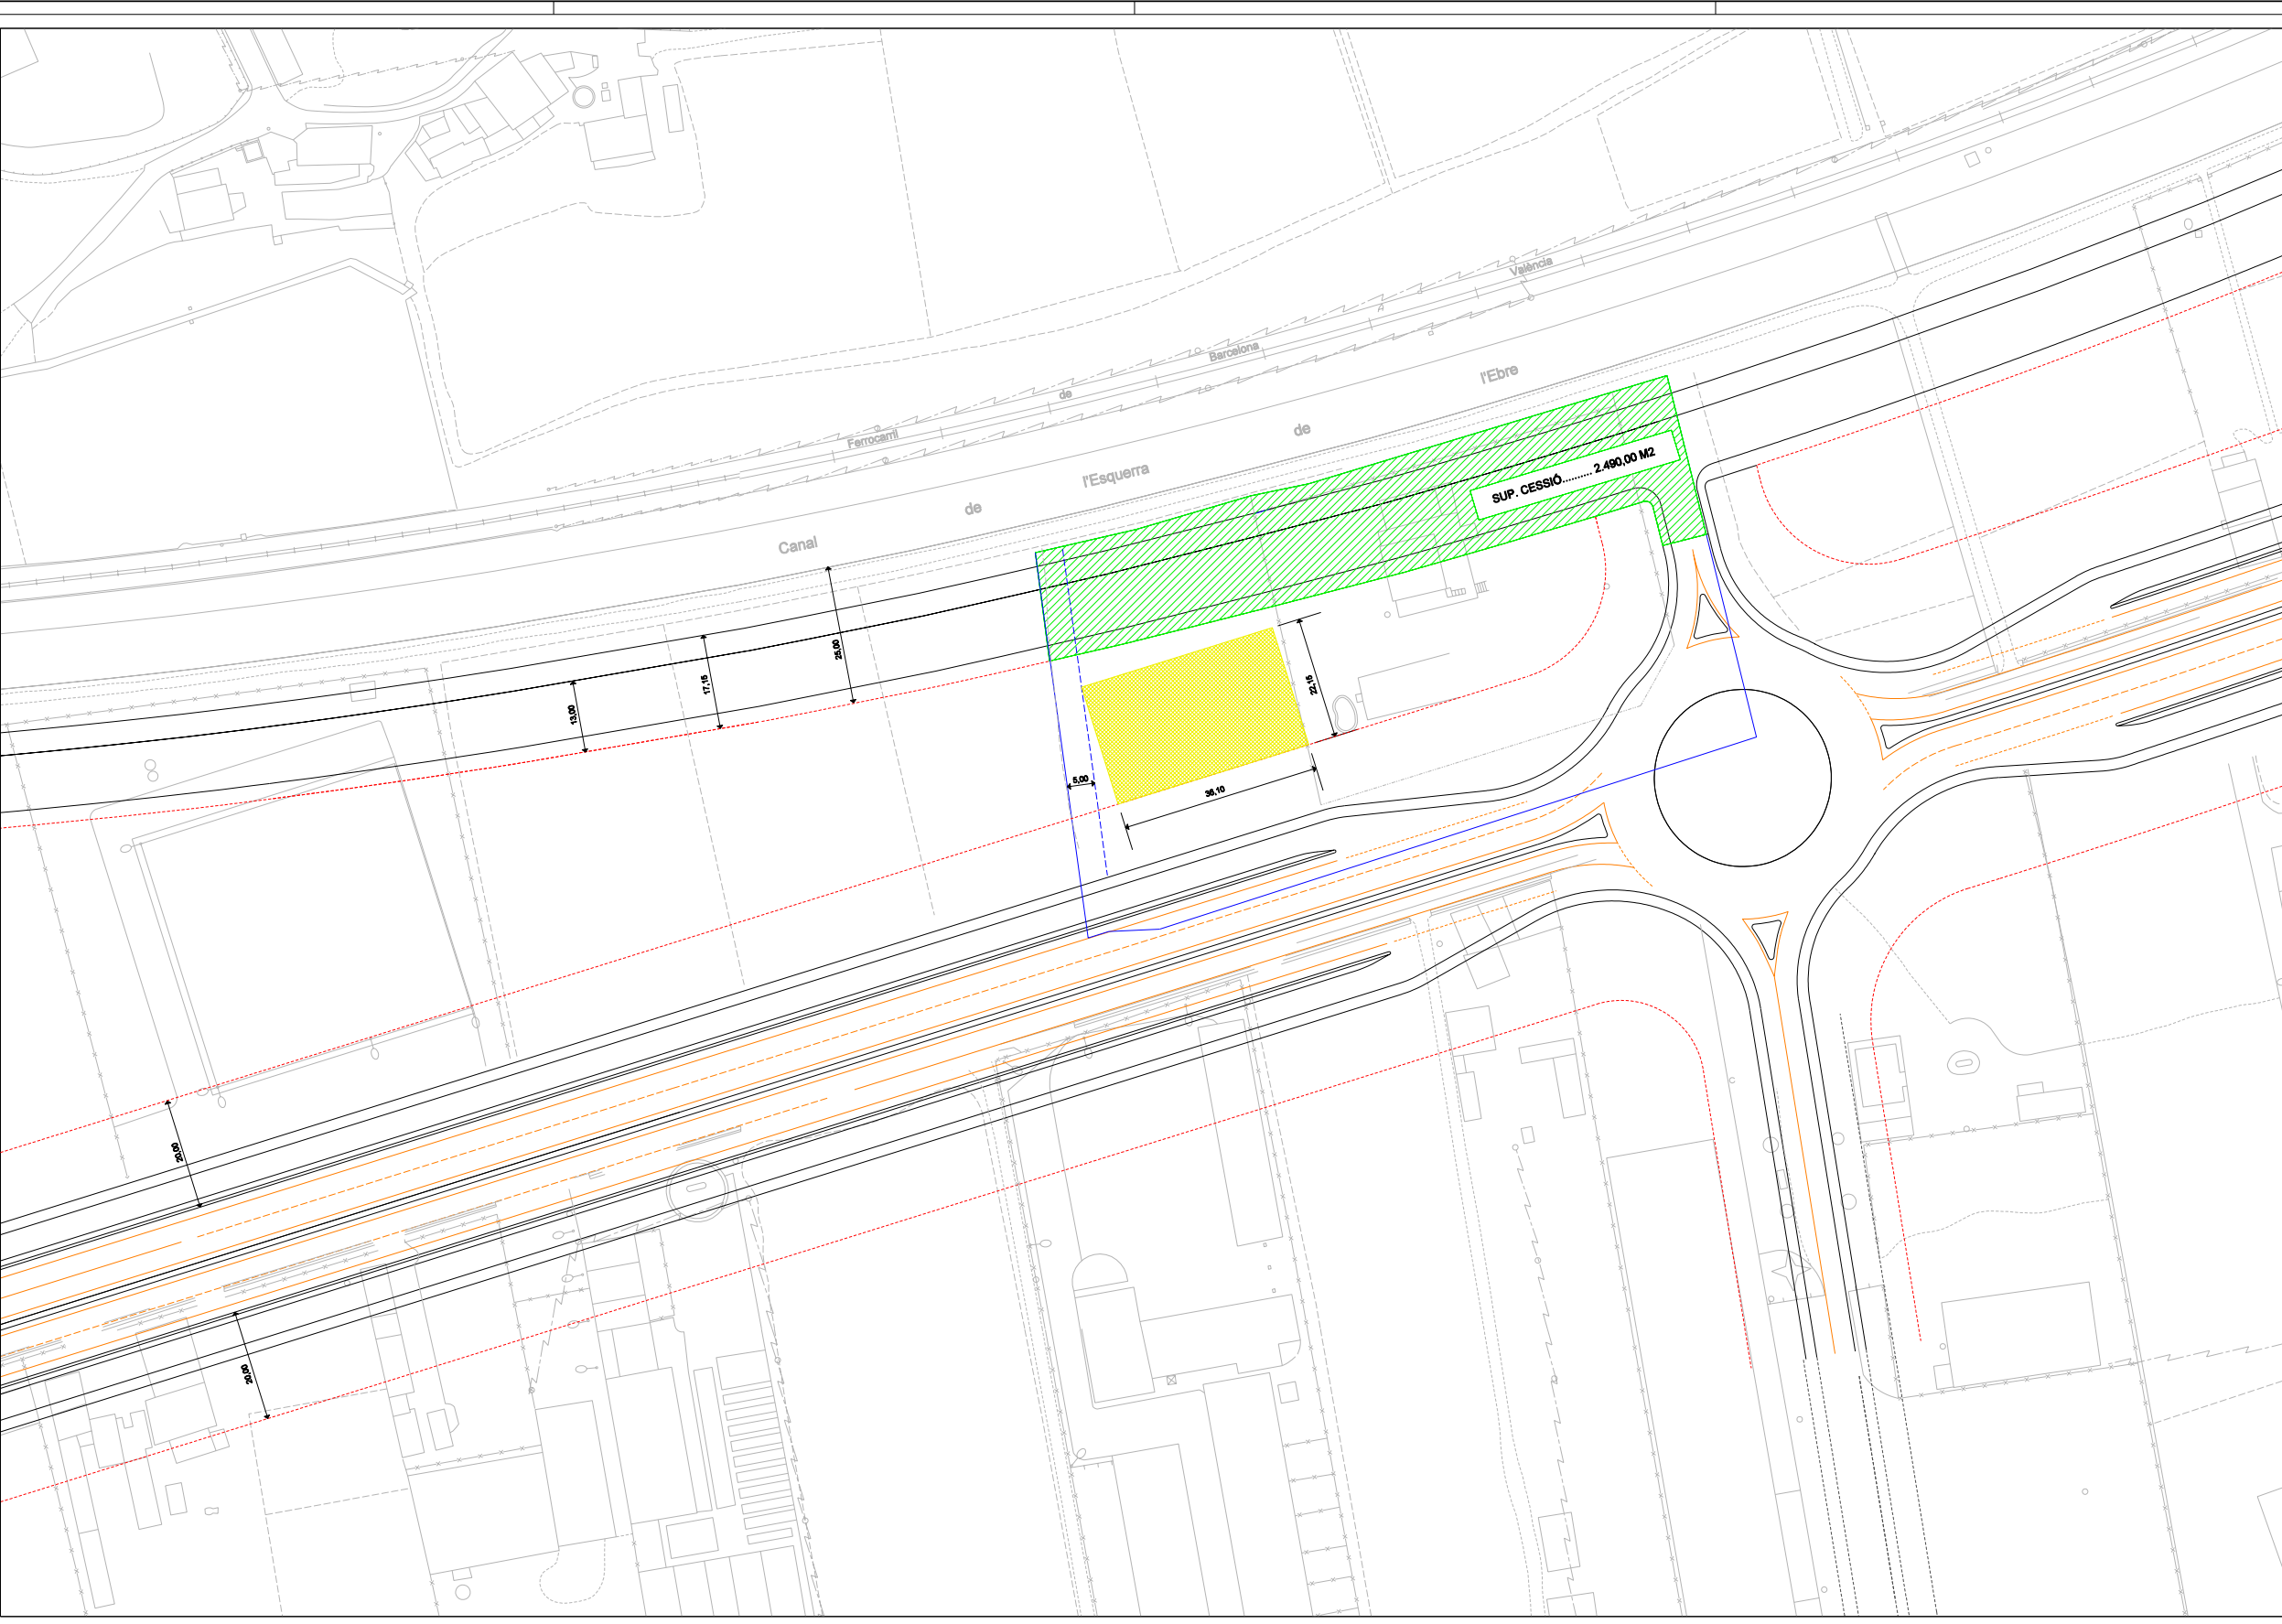 Ferrocarril de Barcelona A València
Canal de l'Esquerra de l'Ebre
SUP. CESSIÓ.......... 2.490,00 M2
25,00
17,15
13,00
22,15
5,00
36,10
20,00
20,00